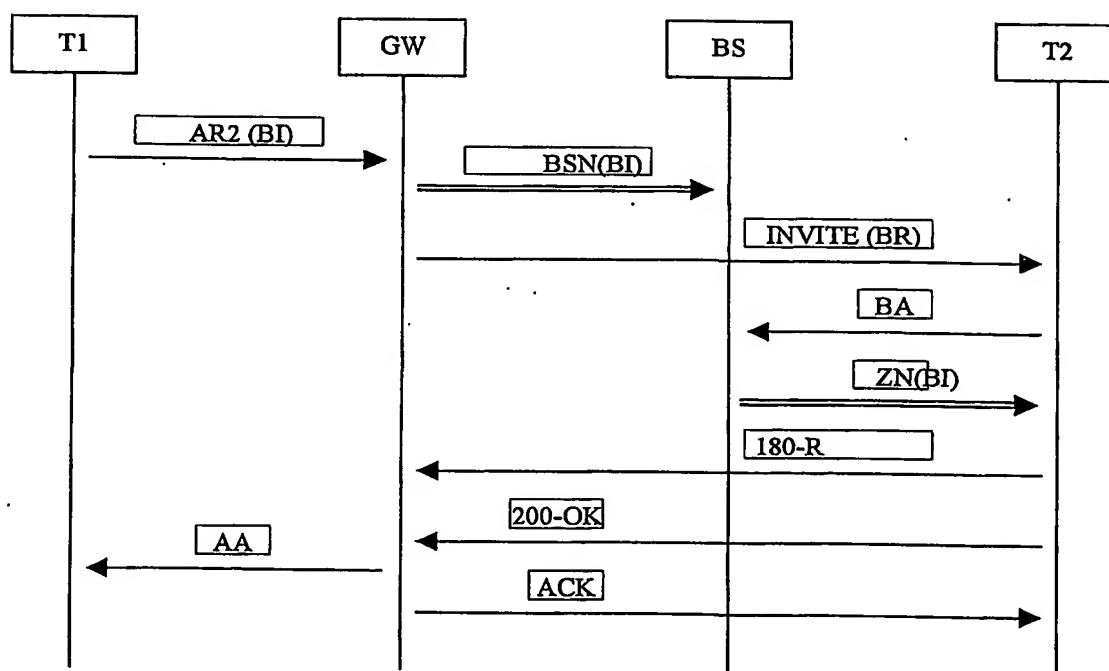 T1
GW
BS
T2
AR2 (BI)
BSN(BI)
INVITE (BR)
BA
ZN(BI)
180-R
200-OK
AA
ACK